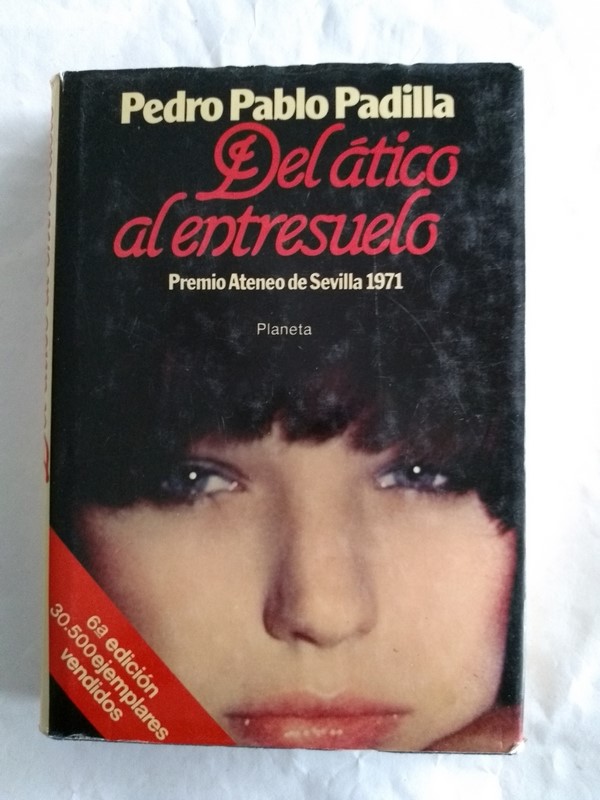 Pedro Pablo Padilla
Del ático
al entresuelo
Premio Ateneo de Sevilla 1971
Planeta
6ª edición
30.500 ejemplares
vendidos